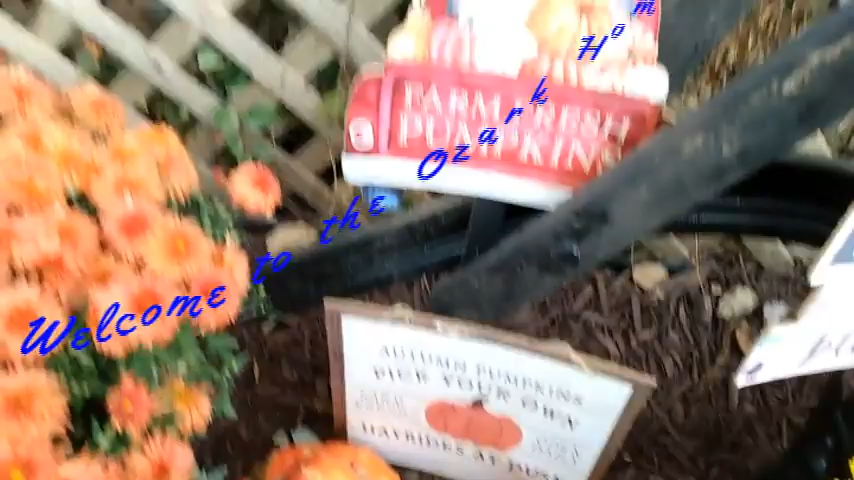 Welcome to the Ozark Hom
FARM FRESH
PUMPKINS
AUTUMN PUMPKINS
PICK YOUR OWN
HAYRIDES AT DUSK